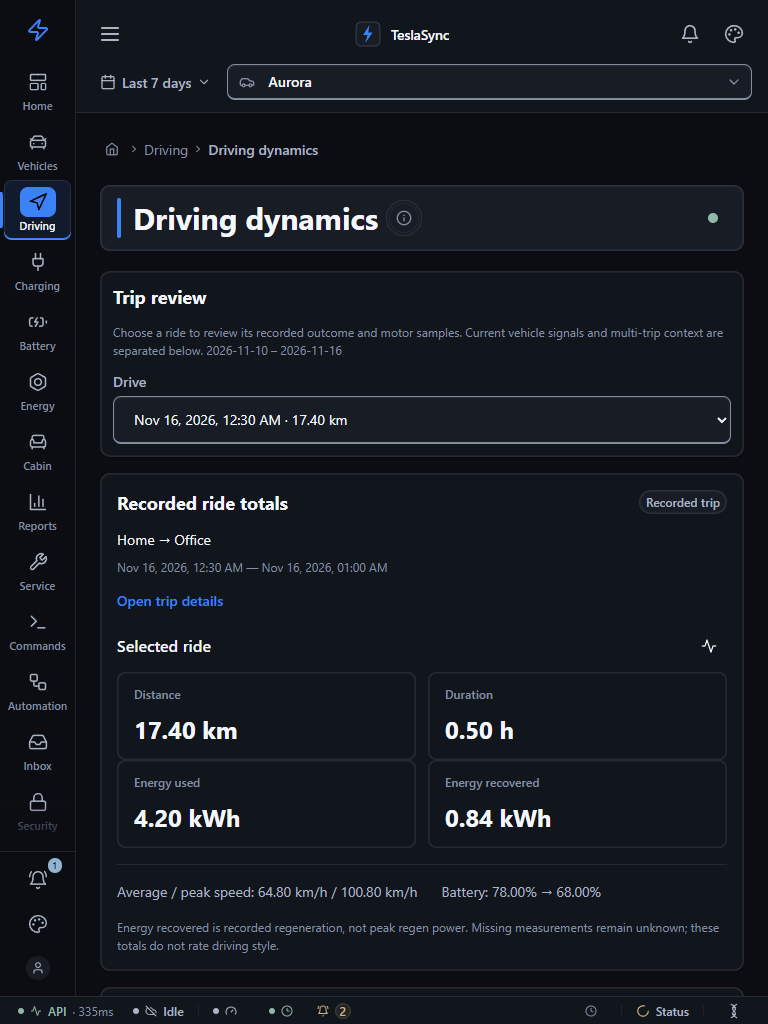 TeslaSync
Last 7 days
Aurora
Home
Vehicles
Driving
Charging
Battery
Energy
Cabin
Reports
Service
Commands
Automation
Inbox
Security
1
Driving
Driving dynamics
Driving dynamics
Trip review
Choose a ride to review its recorded outcome and motor samples. Current vehicle signals and multi-trip context are
separated below. 2026-11-10 – 2026-11-16
Drive
Nov 16, 2026, 12:30 AM · 17.40 km
Recorded ride totals
Recorded trip
Home → Office
Nov 16, 2026, 12:30 AM — Nov 16, 2026, 01:00 AM
Open trip details
Selected ride
Distance
17.40 km
Duration
0.50 h
Energy used
4.20 kWh
Energy recovered
0.84 kWh
Average / peak speed: 64.80 km/h / 100.80 km/h
Battery: 78.00% → 68.00%
Energy recovered is recorded regeneration, not peak regen power. Missing measurements remain unknown; these
totals do not rate driving style.
API · 335ms
Idle
2
Status